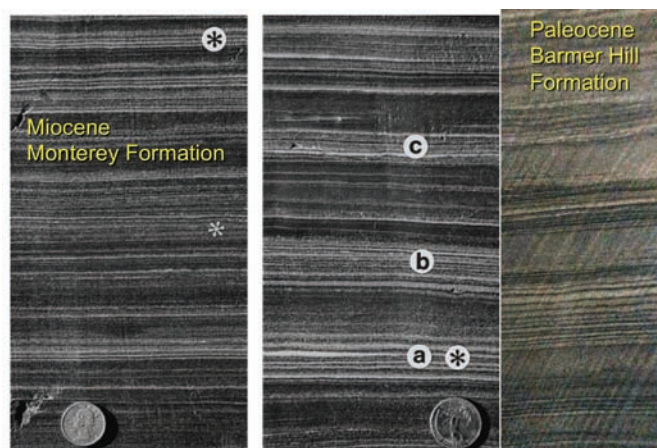 *
Miocene
Monterey Formation
*
c
b
a *
Paleocene
Barmer Hill
Formation